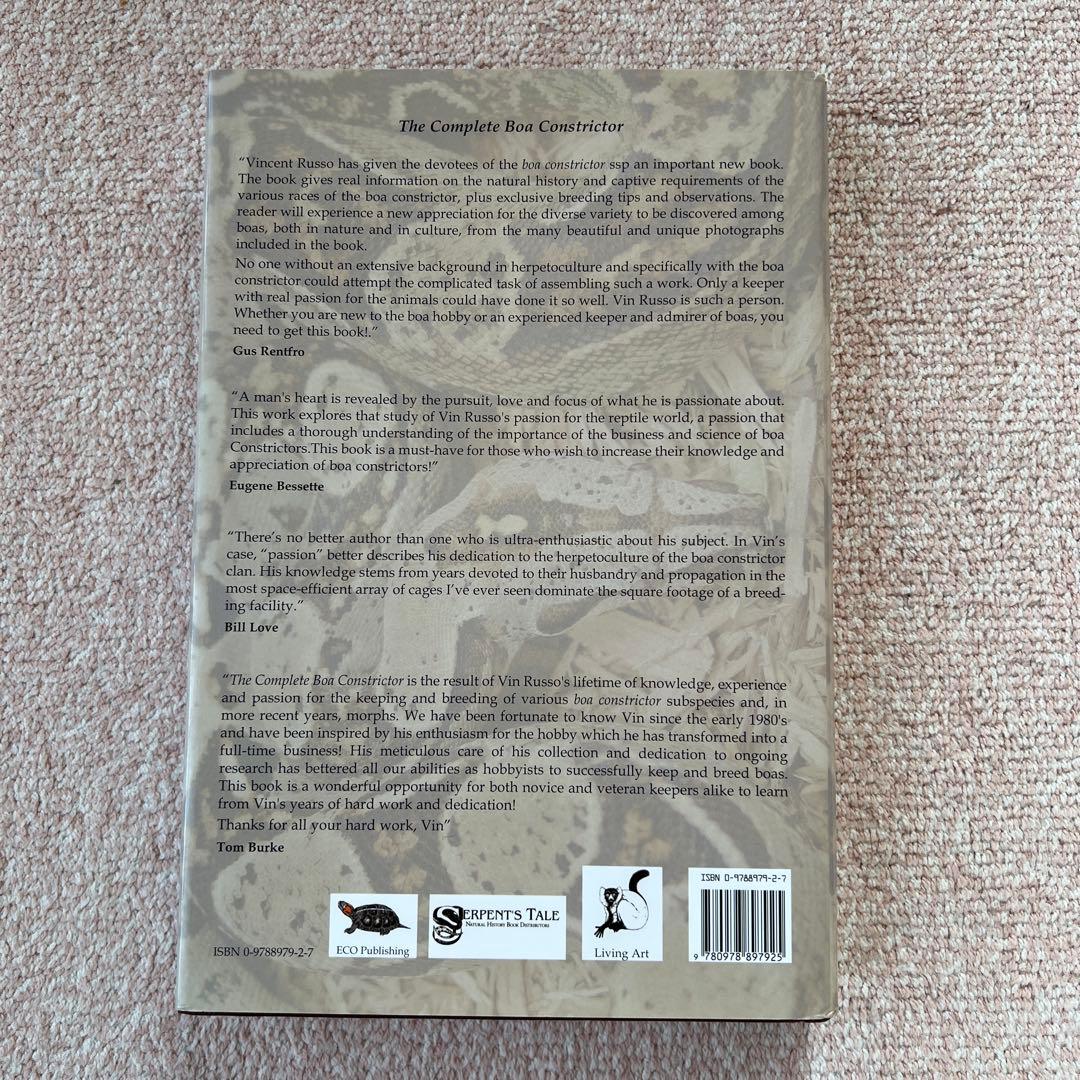 The Complete Boa Constrictor
“Vincent Russo has given the devotees of the boa constrictor ssp an important new book.
The book gives real information on the natural history and captive requirements of the
various races of the boa constrictor, plus exclusive breeding tips and observations. The
reader will experience a new appreciation for the diverse variety to be discovered among
boas, both in nature and in culture, from the many beautiful and unique photographs
included in the book.
No one without an extensive background in herpetoculture and specifically with the boa
constrictor could attempt the complicated task of assembling such a work. Only a keeper
with real passion for the animals could have done it so well. Vin Russo is such a person.
Whether you are new to the boa hobby or an experienced keeper and admirer of boas, you
need to get this book!.”
Gus Rentfro
“A man's heart is revealed by the pursuit, love and focus of what he is passionate about.
This work explores that study of Vin Russo's passion for the reptile world, a passion that
includes a thorough understanding of the importance of the business and science of boa
Constrictors.This book is a must-have for those who wish to increase their knowledge and
appreciation of boa constrictors!”
Eugene Bessette
“There’s no better author than one who is ultra-enthusiastic about his subject. In Vin’s
case, “passion” better describes his dedication to the herpetoculture of the boa constrictor
clan. His knowledge stems from years devoted to their husbandry and propagation in the
most space-efficient array of cages I’ve ever seen dominate the square footage of a breed-
ing facility.”
Bill Love
“The Complete Boa Constrictor is the result of Vin Russo's lifetime of knowledge, experience
and passion for the keeping and breeding of various boa constrictor subspecies and, in
more recent years, morphs. We have been fortunate to know Vin since the early 1980's
and have been inspired by his enthusiasm for the hobby which he has transformed into a
full-time business! His meticulous care of his collection and dedication to ongoing
research has bettered all our abilities as hobbyists to successfully keep and breed boas.
This book is a wonderful opportunity for both novice and veteran keepers alike to learn
from Vin's years of hard work and dedication!
Thanks for all your hard work, Vin”
Tom Burke
ISBN 0-9788979-2-7
ECO Publishing
SERPENT'S TALE
NATURAL HISTORY BOOK DISTRIBUTORS
Living Art
ISBN 0-9788979-2-7
9 780978 897925